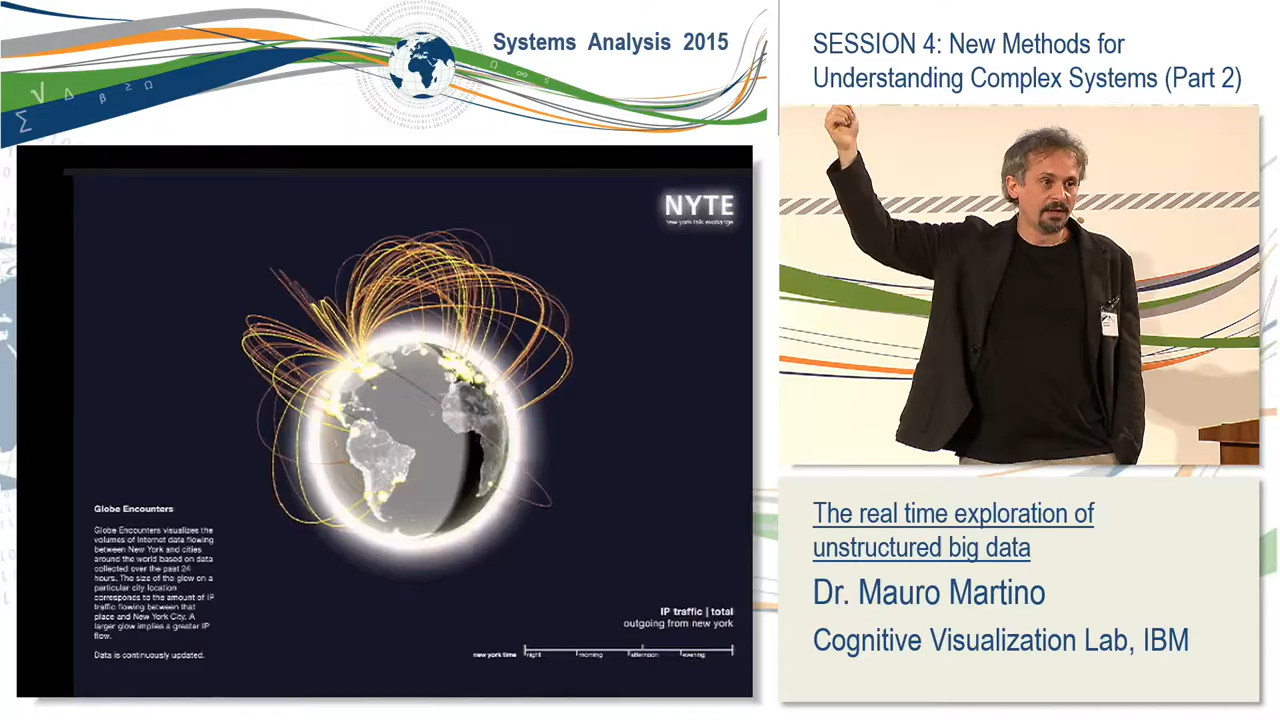 Systems Analysis 2015
SESSION 4: New Methods for
Understanding Complex Systems (Part 2)
NYTE
new york talk exchange
Globe Encounters
Globe Encounters visualizes the
volumes of Internet data flowing
between New York and cities
around the world based on data
collected over the past 24
hours. The size of the glow on a
particular city location
corresponds to the amount of IP
traffic flowing between that
place and New York City. A
larger glow implies a greater IP
flow.
Data is continuously updated.
IP traffic | total
outgoing from new york
new york time night morning afternoon evening
The real time exploration of
unstructured big data
Dr. Mauro Martino
Cognitive Visualization Lab, IBM